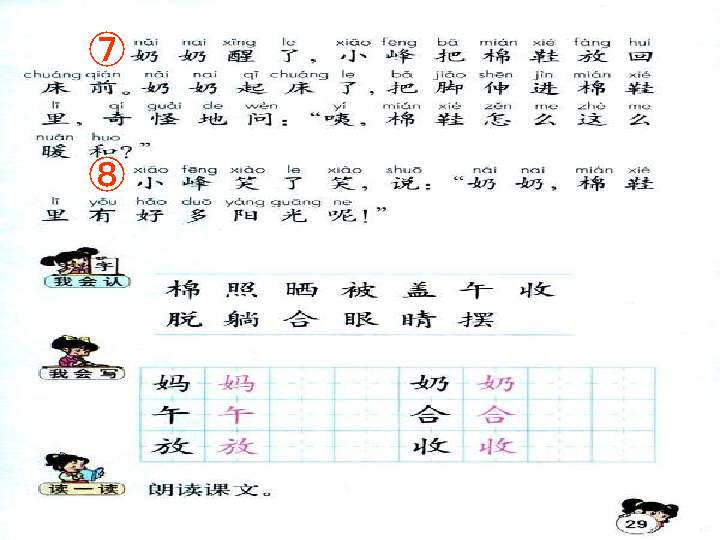 ⑦ nǎi nai xǐng le xiǎo fēng bǎ mián xié fàng huí
奶奶醒了，小峰把棉鞋放回
chuáng qián nǎi nai qǐ chuáng le bǎ jiǎo shēn jìn mián xié
床前。奶奶起床了，把脚伸进棉鞋
lǐ qí guài de wèn yí mián xié zěn me zhè me
里，奇怪地问：“咦，棉鞋怎么这么
nuǎn huo
暖和？”
⑧ xiǎo fēng xiào le xiào shuō nǎi nai mián xié
小峰笑了笑，说：“奶奶，棉鞋
lǐ yǒu hǎo duō yáng guāng ne
里有好多阳光呢！”
字
我会认
棉 照 晒 被 盖 午 收
脱 躺 合 眼 睛 摆
我会写
妈 妈 奶 奶
午 午 合 合
放 放 收 收
读一读 朗读课文。
29